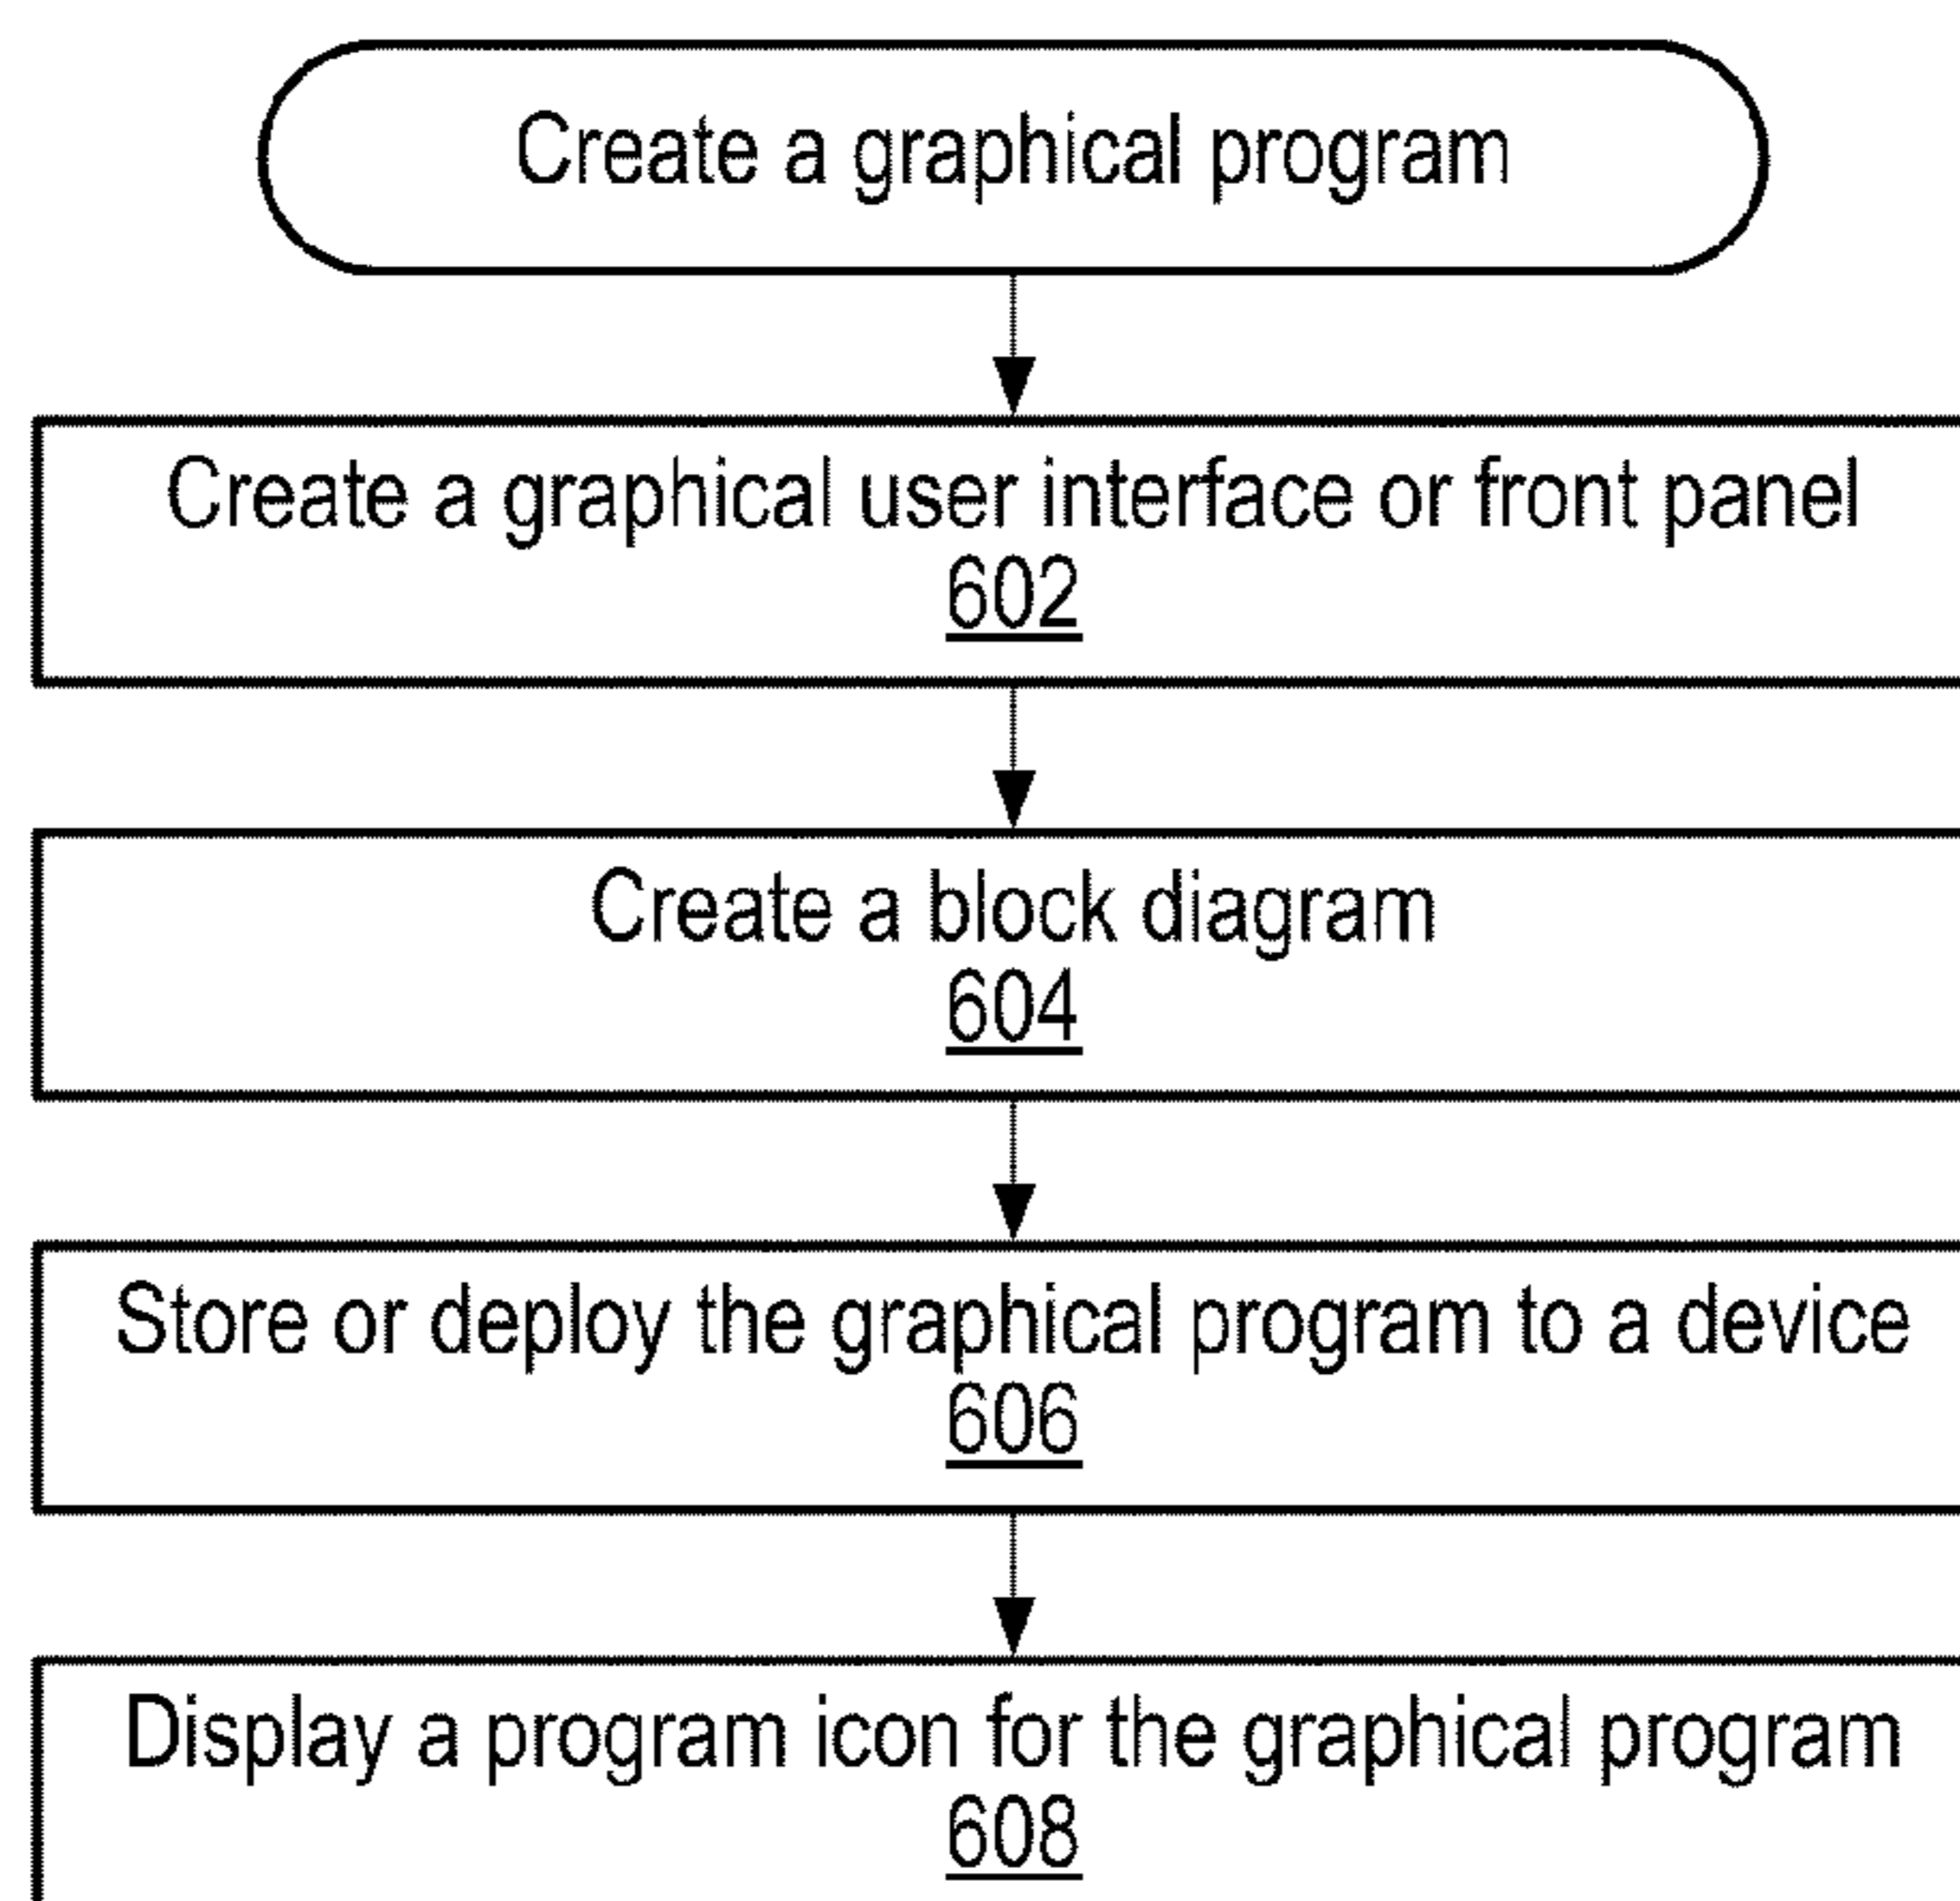 Create a graphical program
Create a graphical user interface or front panel
602
Create a block diagram
604
Store or deploy the graphical program to a device
606
Display a program icon for the graphical program
608